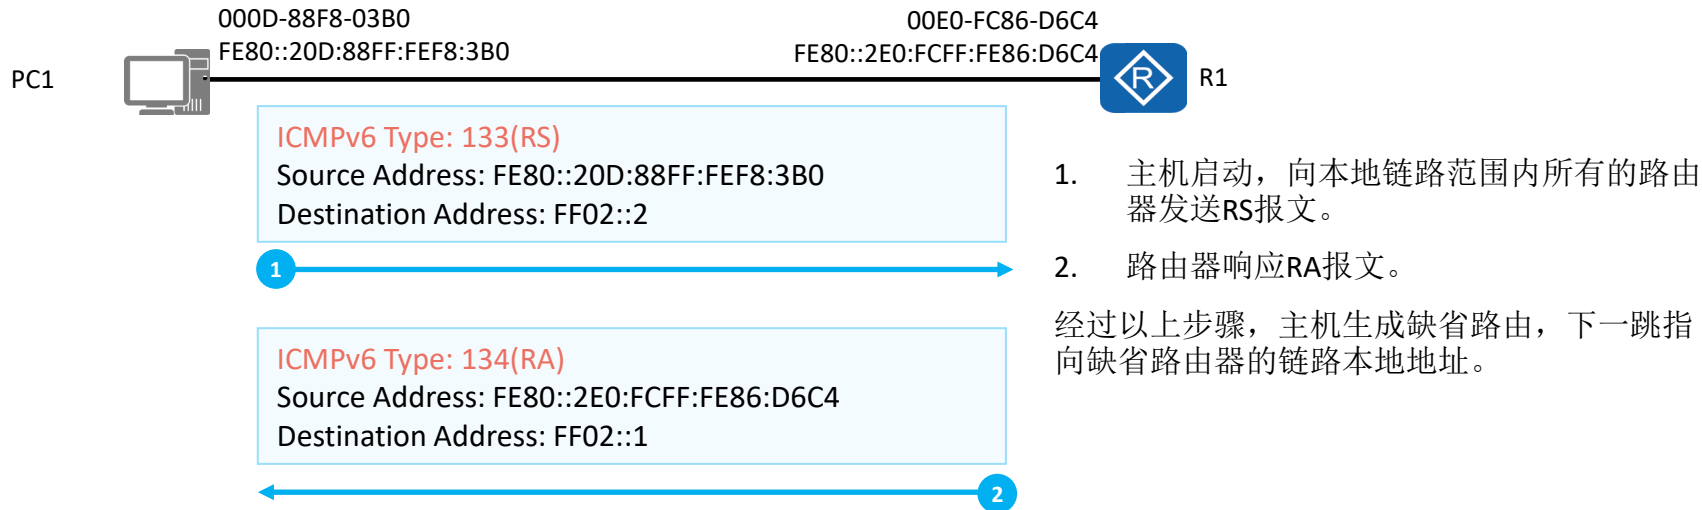 000D-88F8-03B0
00E0-FC86-D6C4
FE80::20D:88FF:FEF8:3B0
FE80::2E0:FCFF:FE86:D6C4
PC1
R
R1
ICMPv6 Type: 133(RS)
Source Address: FE80::20D:88FF:FEF8:3B0
Destination Address: FF02::2
1
ICMPv6 Type: 134(RA)
Source Address: FE80::2E0:FCFF:FE86:D6C4
Destination Address: FF02::1
2
1. 主机启动，向本地链路范围内所有的路由
器发送RS报文。
2. 路由器响应RA报文。
经过以上步骤，主机生成缺省路由，下一跳指
向缺省路由器的链路本地地址。